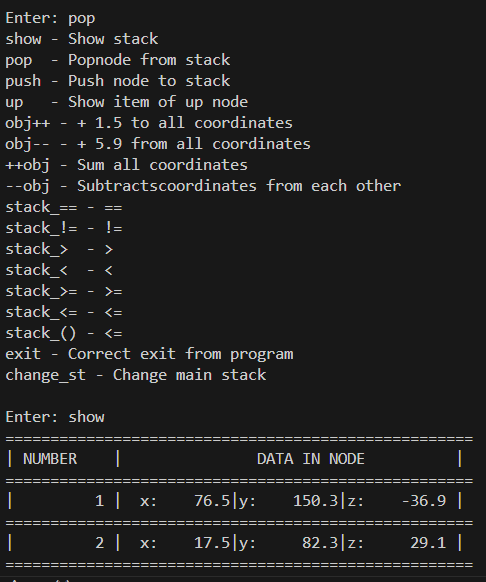 Enter: pop
show - Show stack
pop  - Popnode from stack
push - Push node to stack
up   - Show item of up node
obj++ - + 1.5 to all coordinates
obj-- - + 5.9 from all coordinates
++obj - Sum all coordinates
--obj - Subtractscoordinates from each other
stack_== - ==
stack_!= - !=
stack_>  - >
stack_<  - <
stack_>= - >=
stack_<= - <=
stack_() - <=
exit - Correct exit from program
change_st - Change main stack

Enter: show
====================================================
| NUMBER    |               DATA IN NODE          |
====================================================
|         1 |  x:    76.5|y:    150.3|z:    -36.9 |
====================================================
|         2 |  x:    17.5|y:     82.3|z:     29.1 |
====================================================